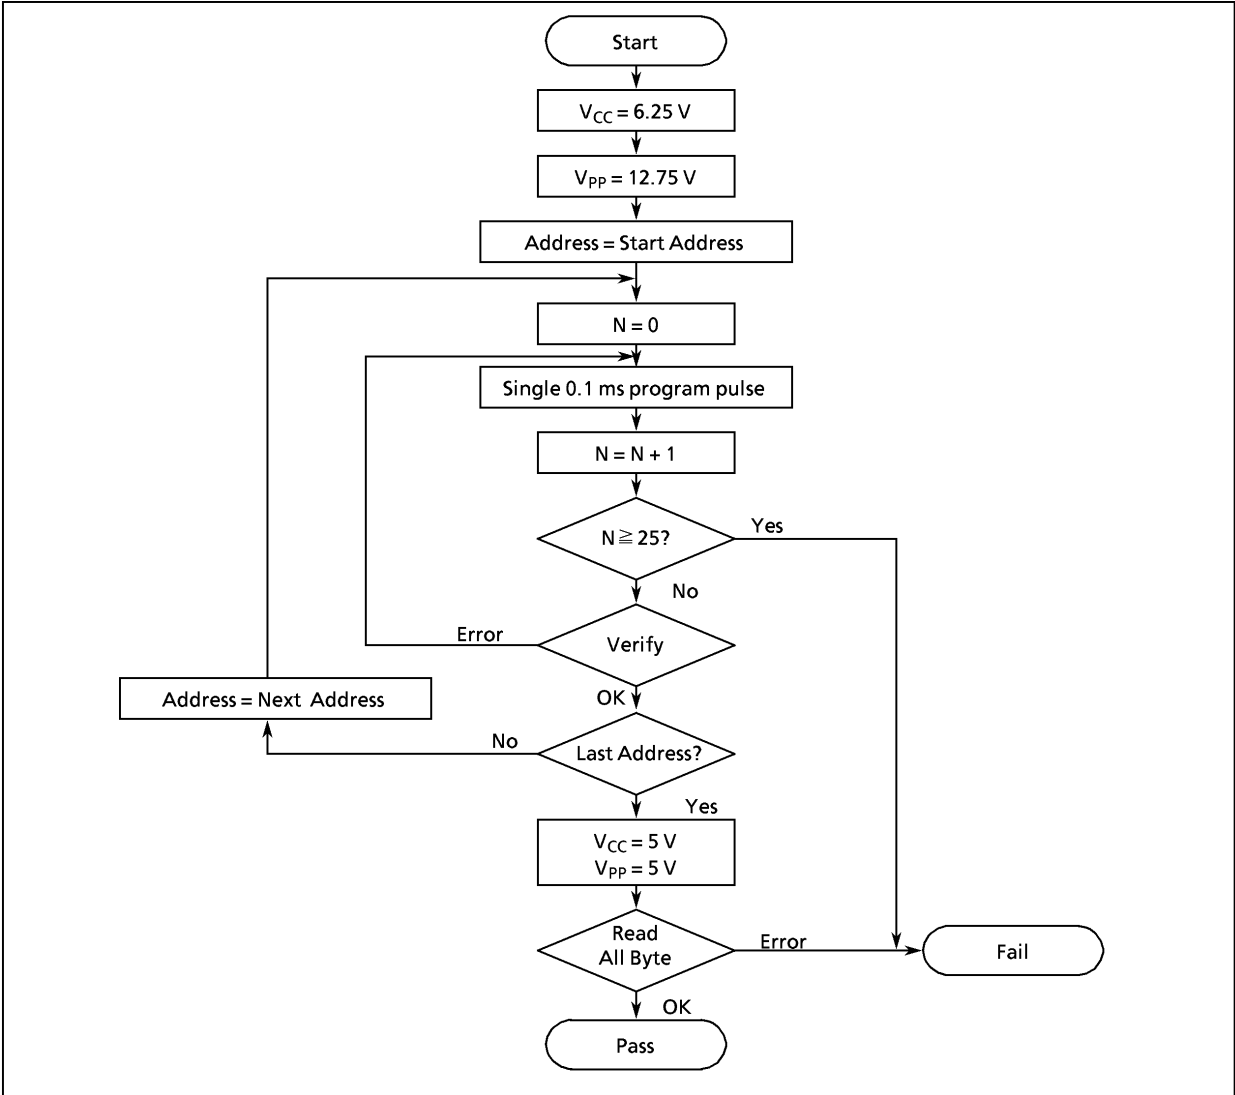 Start
VCC = 6.25 V
VPP = 12.75 V
Address = Start Address
N = 0
Single 0.1 ms program pulse
N = N + 1
N ≧ 25?
Yes
No
Verify
Error
OK
Address = Next Address
Last Address?
No
Yes
VCC = 5 V
VPP = 5 V
Read
All Byte
Error
Fail
OK
Pass